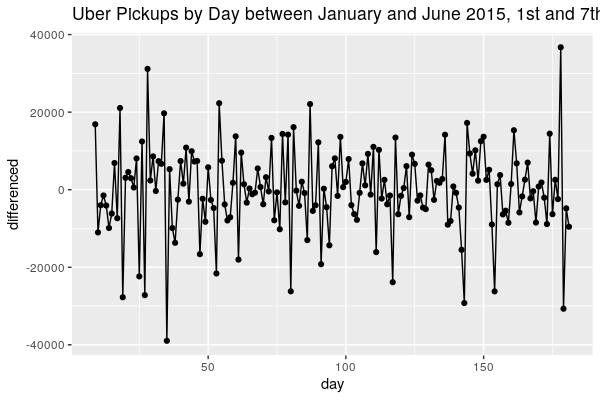 Uber Pickups by Day between January and June 2015, 1st and 7th
differenced
40000
20000
0
-20000
-40000
50
100
150
day